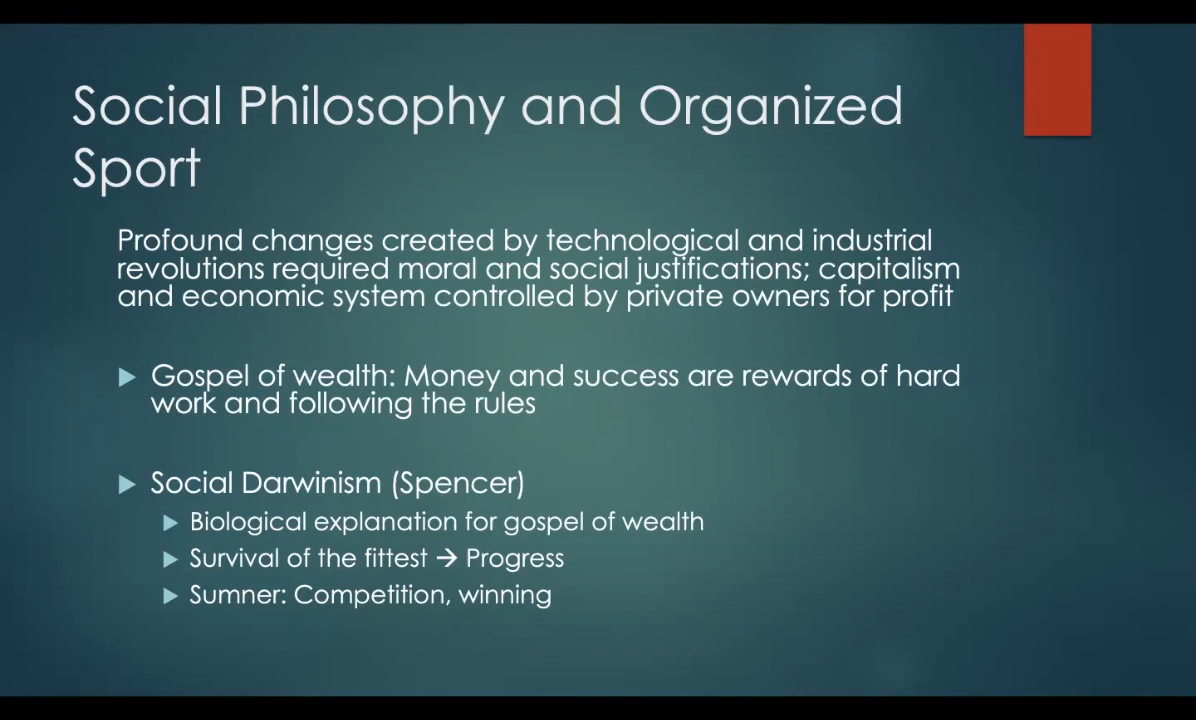 Social Philosophy and Organized
Sport
Profound changes created by technological and industrial
revolutions required moral and social justifications; capitalism
and economic system controlled by private owners for profit
Gospel of wealth: Money and success are rewards of hard
work and following the rules
Social Darwinism (Spencer)
Biological explanation for gospel of wealth
Survival of the fittest → Progress
Sumner: Competition, winning